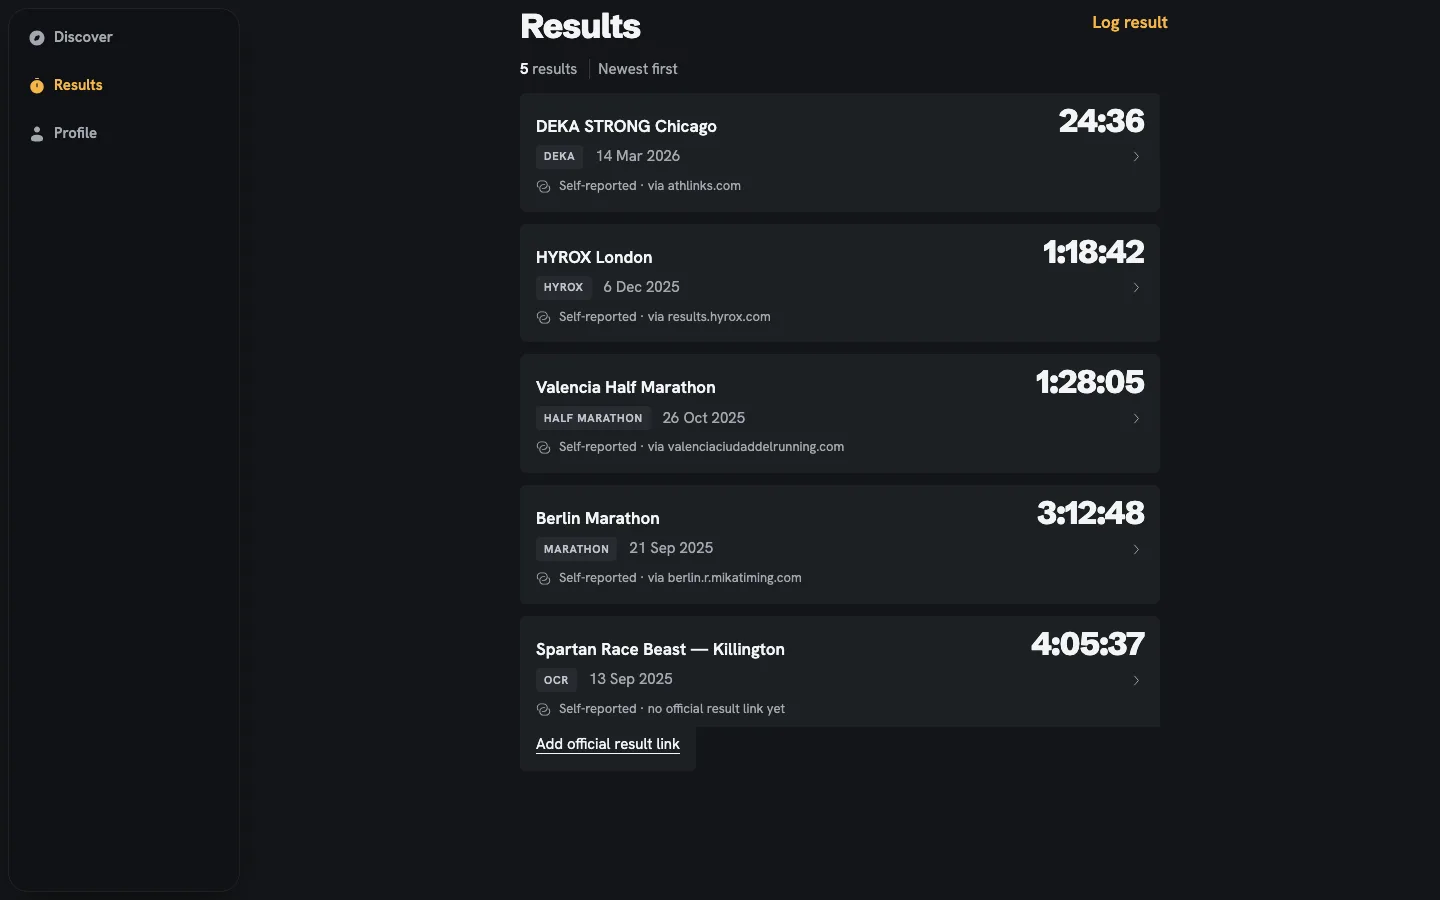 Discover
Results
Profile
Results
Log result
5 results
Newest first
DEKA STRONG Chicago
24:36
DEKA
14 Mar 2026
Self-reported · via athlinks.com
HYROX London
1:18:42
HYROX
6 Dec 2025
Self-reported · via results.hyrox.com
Valencia Half Marathon
1:28:05
HALF MARATHON
26 Oct 2025
Self-reported · via valenciaciudaddelrunning.com
Berlin Marathon
3:12:48
MARATHON
21 Sep 2025
Self-reported · via berlin.r.mikatiming.com
Spartan Race Beast — Killington
4:05:37
OCR
13 Sep 2025
Self-reported · no official result link yet
Add official result link